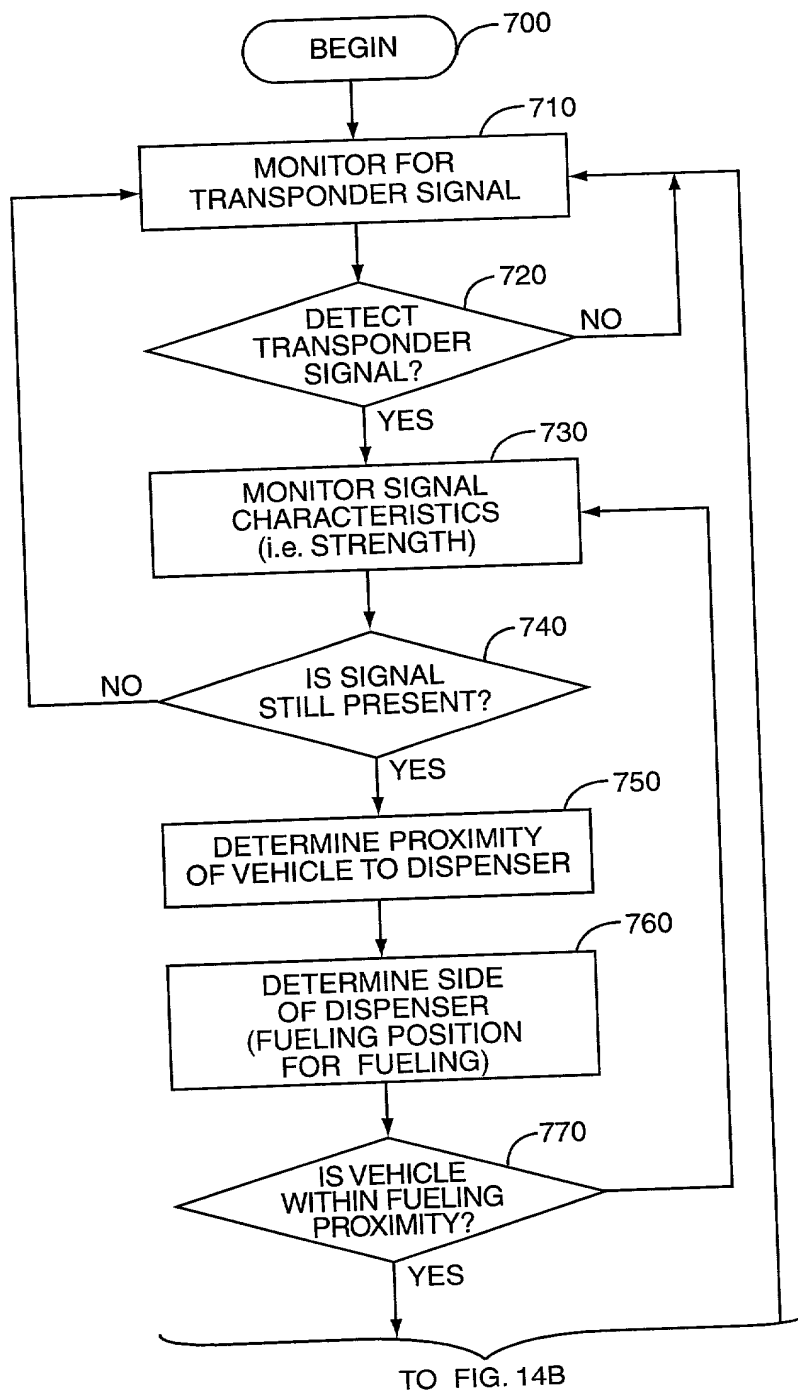 BEGIN
700
710
MONITOR FOR
TRANSPONDER SIGNAL
720
DETECT
TRANSPONDER
SIGNAL?
NO
YES
730
MONITOR SIGNAL
CHARACTERISTICS
(i.e. STRENGTH)
740
IS SIGNAL
STILL PRESENT?
NO
YES
750
DETERMINE PROXIMITY
OF VEHICLE TO DISPENSER
760
DETERMINE SIDE
OF DISPENSER
(FUELING POSITION
FOR FUELING)
770
IS VEHICLE
WITHIN FUELING
PROXIMITY?
YES
TO FIG. 14B